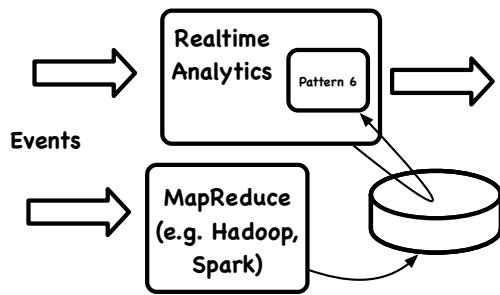 Realtime
Analytics
Pattern 6
Events
MapReduce
(e.g. Hadoop,
Spark)